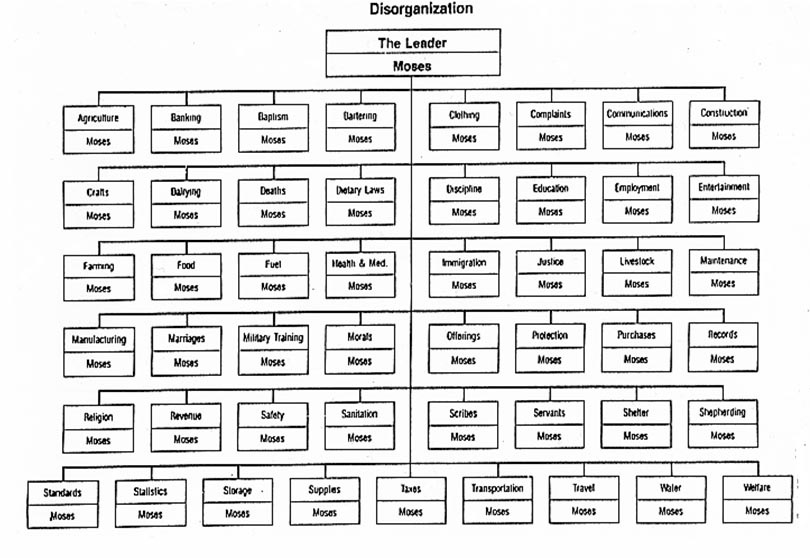 Disorganization
The Leader
Moses
Agriculture Banking Baptism Bartering Clothing Complaints Communications Construction
Moses Moses Moses Moses Moses Moses Moses Moses
Crafts Dairying Deaths Dietary Laws Discipline Education Employment Entertainment
Moses Moses Moses Moses Moses Moses Moses Moses
Farming Food Fuel Health & Med. Immigration Justice Livestock Maintenance
Moses Moses Moses Moses Moses Moses Moses Moses
Manufacturing Marriages Military Training Morals Offerings Protection Purchases Records
Moses Moses Moses Moses Moses Moses Moses Moses
Religion Revenue Safety Sanitation Scribes Servants Shelter Shepherding
Moses Moses Moses Moses Moses Moses Moses Moses
Standards Statistics Storage Supplies Taxes Transportation Travel Water Welfare
Moses Moses Moses Moses Moses Moses Moses Moses Moses